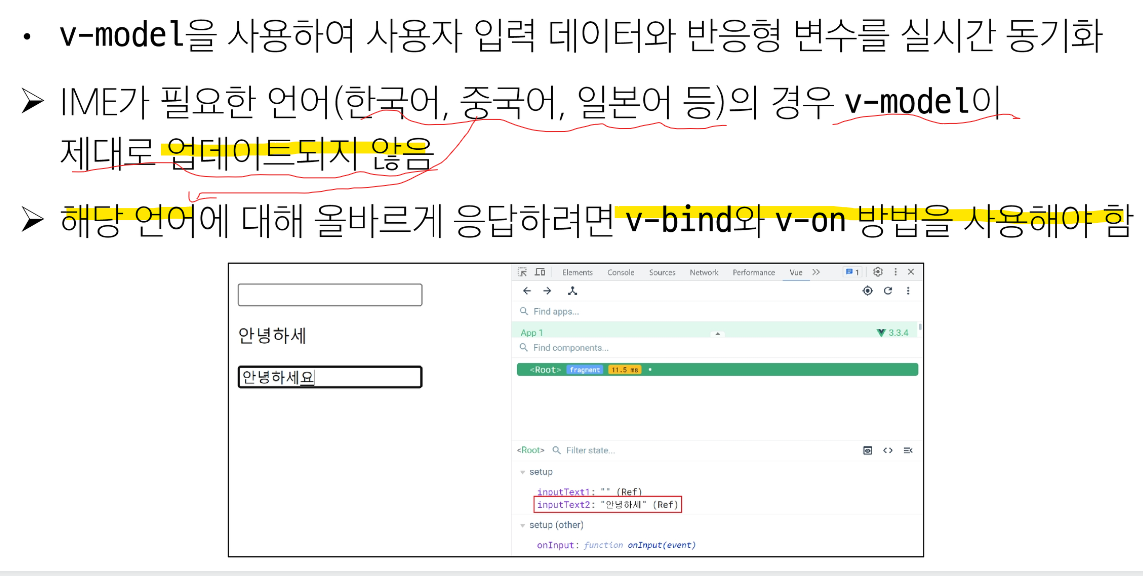 • v-model을 사용하여 사용자 입력 데이터와 반응형 변수를 실시간 동기화
➢ IME가 필요한 언어(한국어, 중국어, 일본어 등)의 경우 v-model이
제대로 업데이트되지 않음
➢ 해당 언어에 대해 올바르게 응답하려면 v-bind와 v-on 방법을 사용해야 함
안녕하세
안녕하세요
Elements Console Sources Network Performance Vue >> 1
Find apps...
App 1 3.3.4
Find components...
<Root> fragment 11.5 ms
<Root> Filter state...
setup
inputText1: "" (Ref)
inputText2: "안녕하세" (Ref)
setup (other)
onInput: function onInput(event)